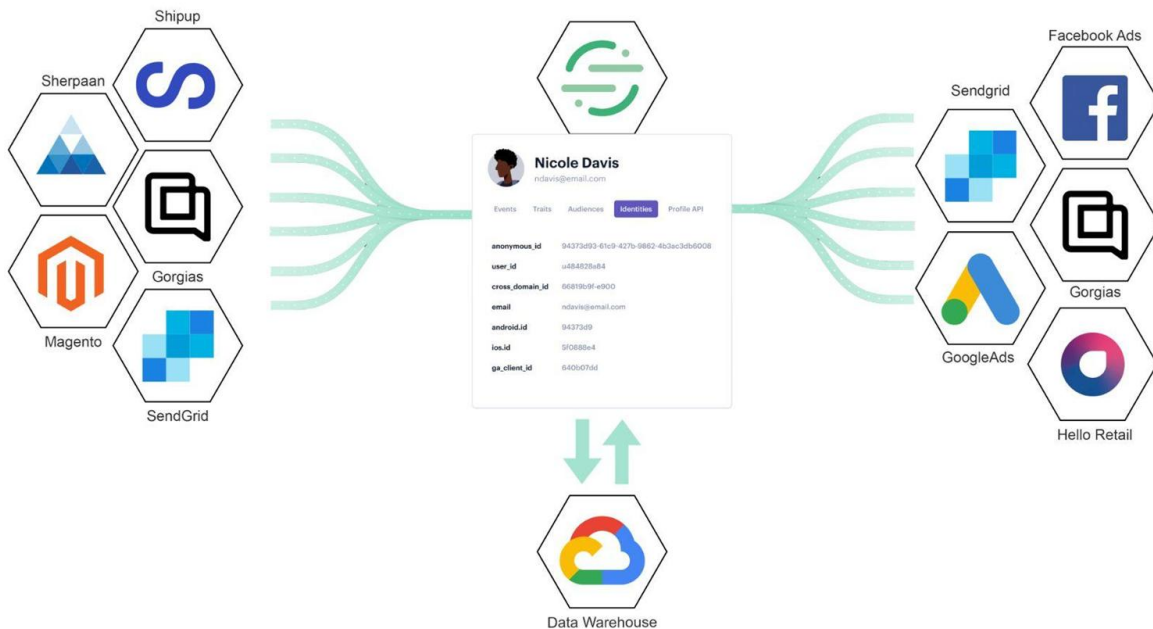 Shipup
Sherpaan
Gorgias
Magento
SendGrid
Nicole Davis
ndavis@email.com
Events Traits Audiences Identities Profile API
anonymous_id 94373d93-61c9-427b-9862-4b3ac3db6008
user_id u484828a84
cross_domain_id 66819b9f-e900
email ndavis@email.com
android.id 94373d9
ios.id 5f0888e4
ga_client_id 640b07dd
Data Warehouse
Facebook Ads
Sendgrid
Gorgias
GoogleAds
Hello Retail